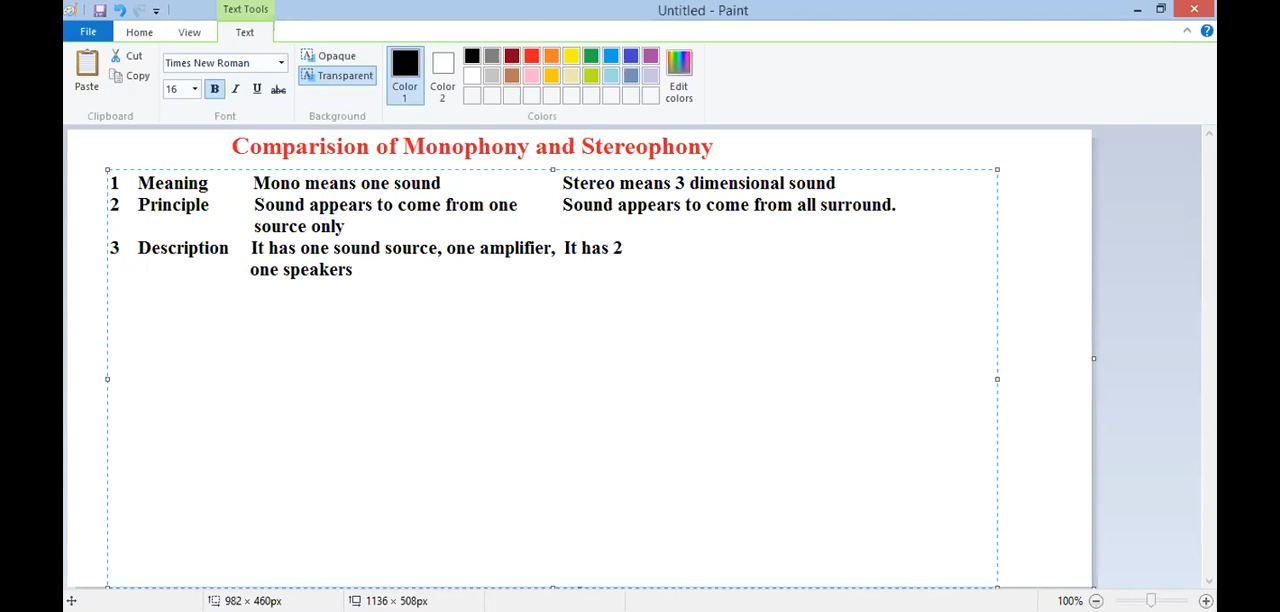 Text Tools
Untitled - Paint
File Home View Text
Paste
Cut
Copy
Clipboard
Times New Roman
16 B I U abc
Font
Opaque
Transparent
Background
Color 1
Color 2
Edit colors
Colors
Comparision of Monophony and Stereophony
1 Meaning Mono means one sound Stereo means 3 dimensional sound
2 Principle Sound appears to come from one Sound appears to come from all surround.
source only
3 Description It has one sound source, one amplifier, It has 2
one speakers
982 × 460px 1136 × 508px 100%